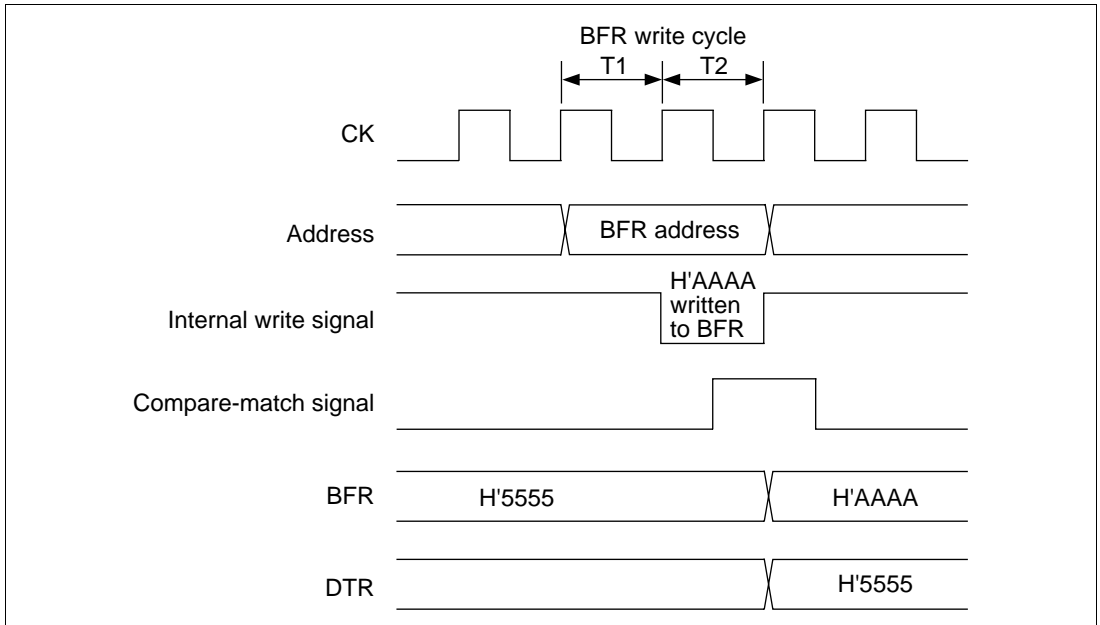 BFR write cycle
T1 T2
CK
Address
BFR address
Internal write signal
H'AAAA
written
to BFR
Compare-match signal
BFR
H'5555
H'AAAA
DTR
H'5555